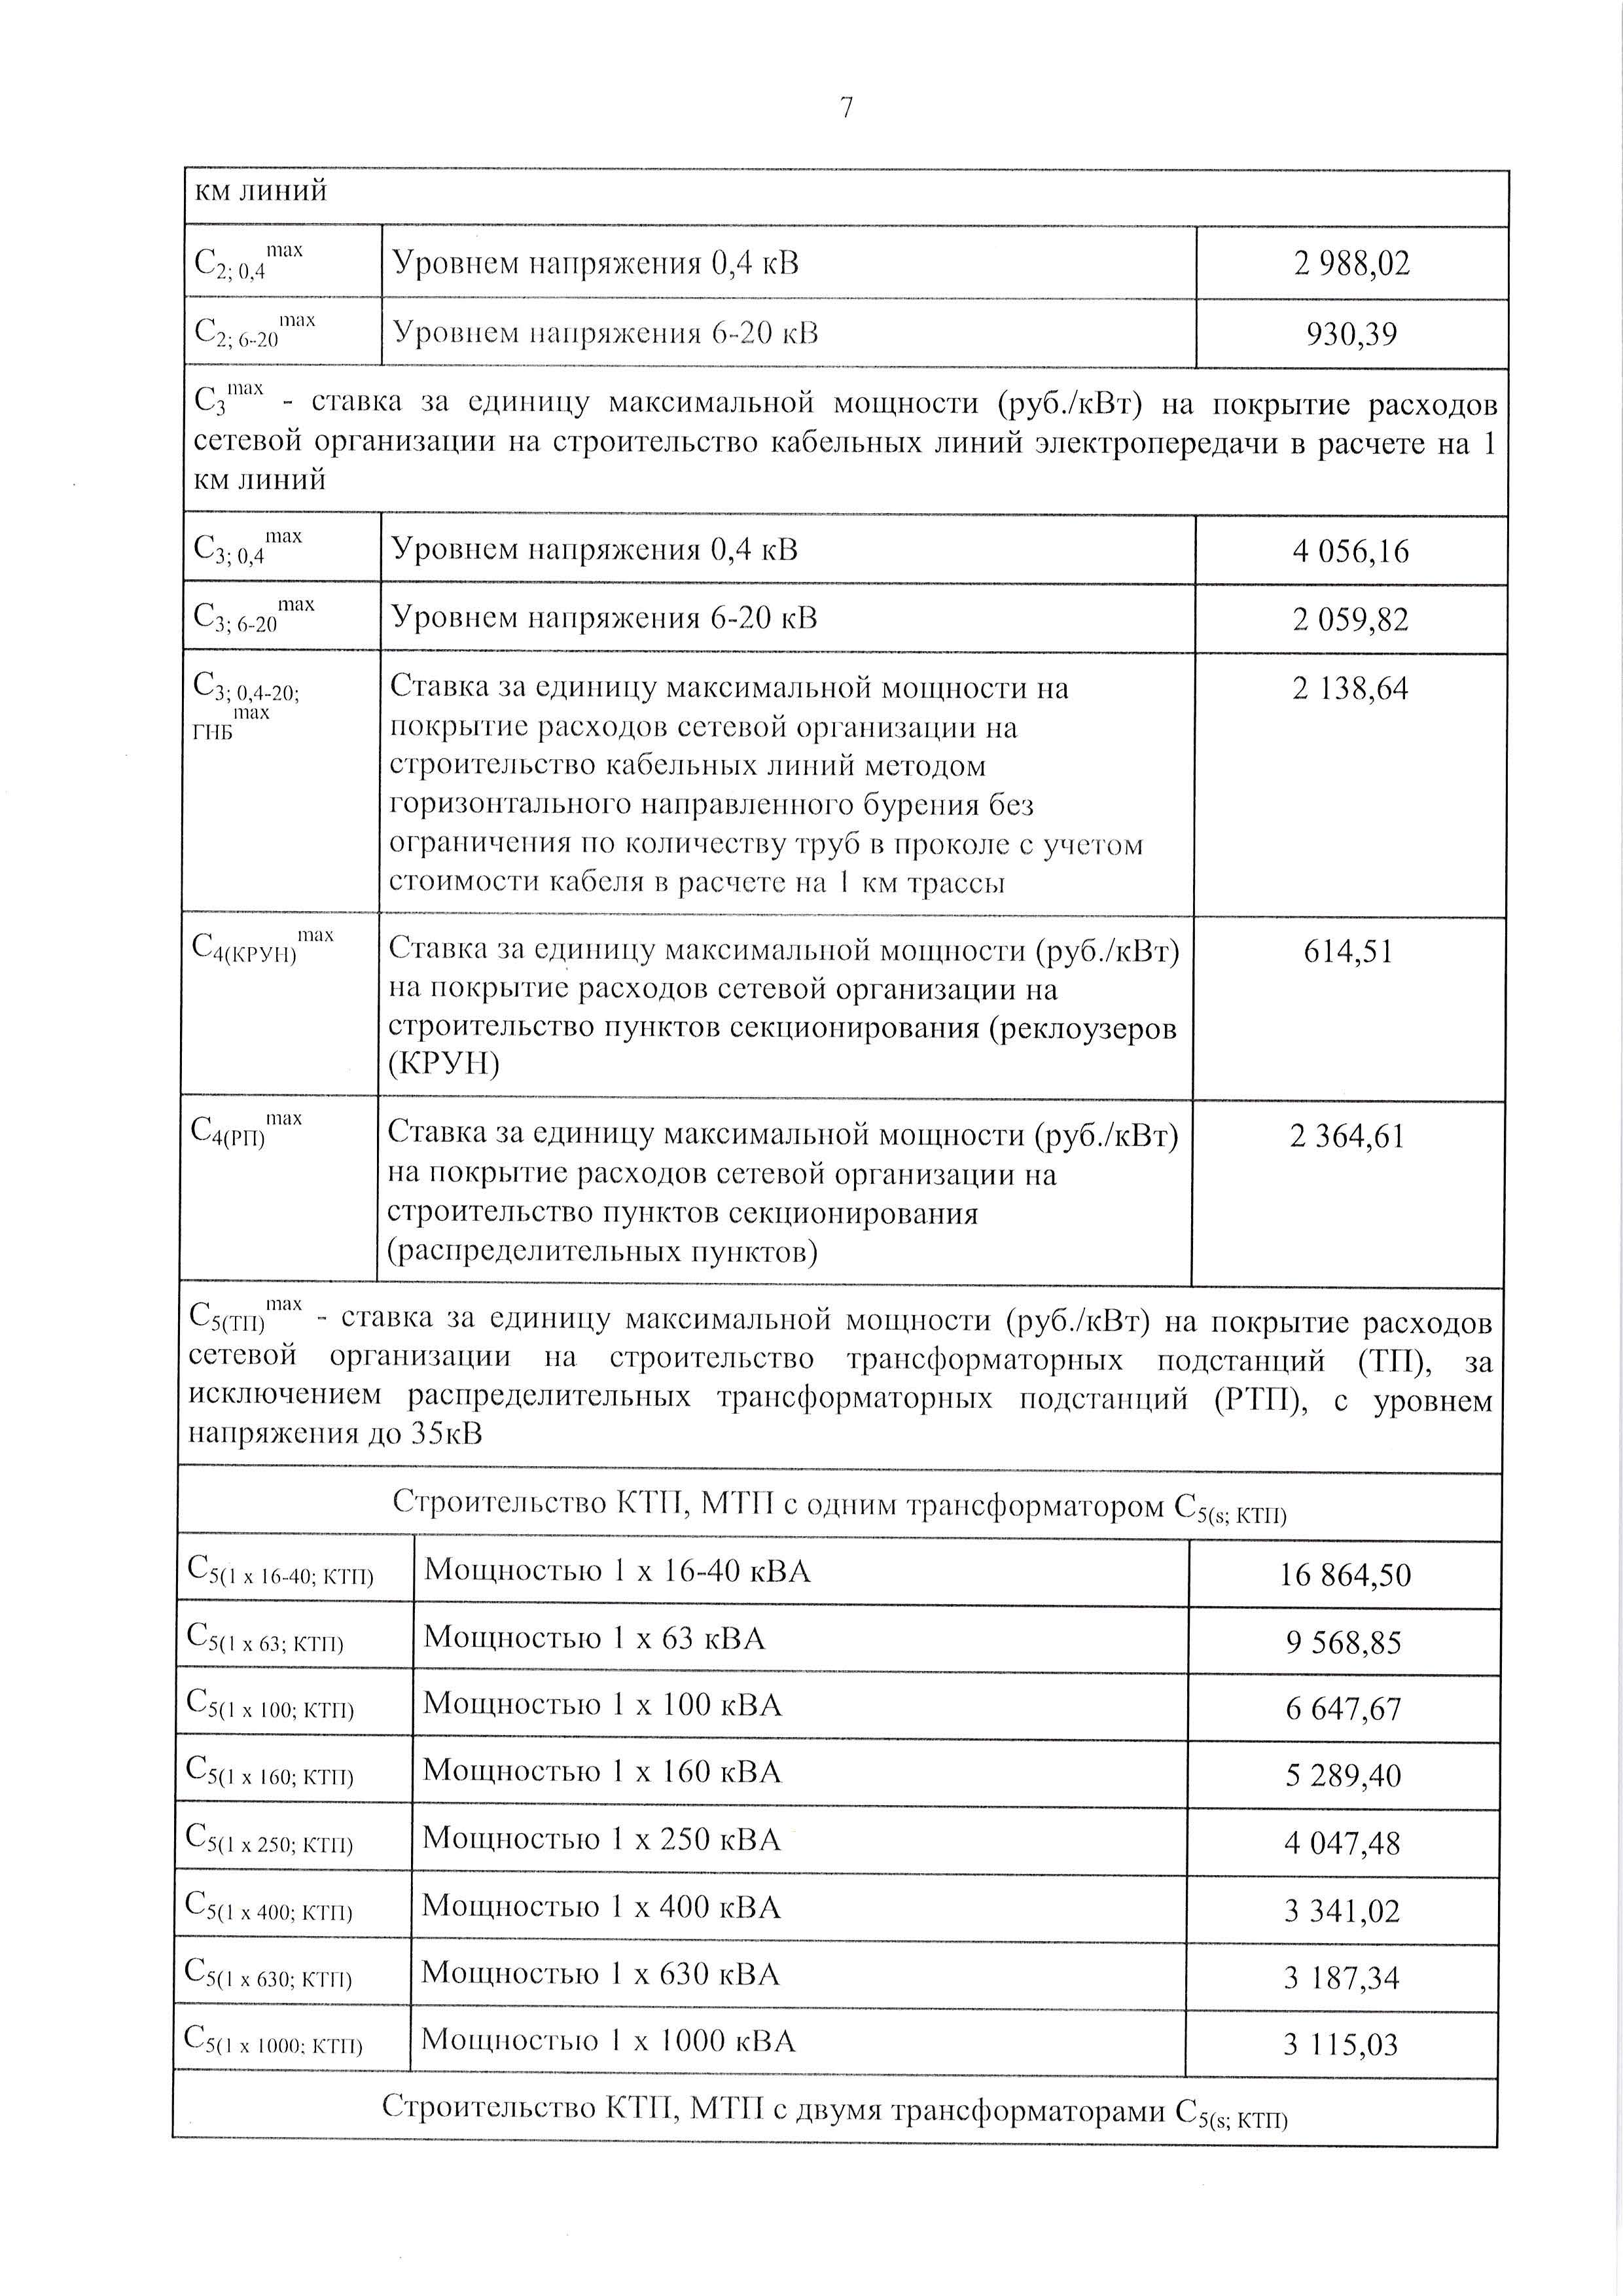 7
км линий
C2; 0,4 max Уровнем напряжения 0,4 кВ 2 988,02
C2; 6-20 max Уровнем напряжения 6-20 кВ 930,39
C3 max - ставка за единицу максимальной мощности (руб./кВт) на покрытие расходов
сетевой организации на строительство кабельных линий электропередачи в расчете на 1
км линий
C3; 0,4 max Уровнем напряжения 0,4 кВ 4 056,16
C3; 6-20 max Уровнем напряжения 6-20 кВ 2 059,82
C3; 0,4-20; ГНБ max
Ставка за единицу максимальной мощности на
покрытие расходов сетевой организации на
строительство кабельных линий методом
горизонтального направленного бурения без
ограничения по количеству труб в проколе с учетом
стоимости кабеля в расчете на 1 км трассы
2 138,64
C4(КРУН) max
Ставка за единицу максимальной мощности (руб./кВт)
на покрытие расходов сетевой организации на
строительство пунктов секционирования (реклоузеров
(КРУН)
614,51
C4(РП) max
Ставка за единицу максимальной мощности (руб./кВт)
на покрытие расходов сетевой организации на
строительство пунктов секционирования
(распределительных пунктов)
2 364,61
C5(ТП) max - ставка за единицу максимальной мощности (руб./кВт) на покрытие расходов
сетевой организации на строительство трансформаторных подстанций (ТП), за
исключением распределительных трансформаторных подстанций (РТП), с уровнем
напряжения до 35кВ
Строительство КТП, МТП с одним трансформатором C5(s; КТП)
C5(1 х 16-40; КТП) Мощностью 1 х 16-40 кВА 16 864,50
C5(1 х 63; КТП) Мощностью 1 х 63 кВА 9 568,85
C5(1 х 100; КТП) Мощностью 1 х 100 кВА 6 647,67
C5(1 х 160; КТП) Мощностью 1 х 160 кВА 5 289,40
C5(1 х 250; КТП) Мощностью 1 х 250 кВА 4 047,48
C5(1 х 400; КТП) Мощностью 1 х 400 кВА 3 341,02
C5(1 х 630; КТП) Мощностью 1 х 630 кВА 3 187,34
C5(1 х 1000; КТП) Мощностью 1 х 1000 кВА 3 115,03
Строительство КТП, МТП с двумя трансформаторами C5(s; КТП)